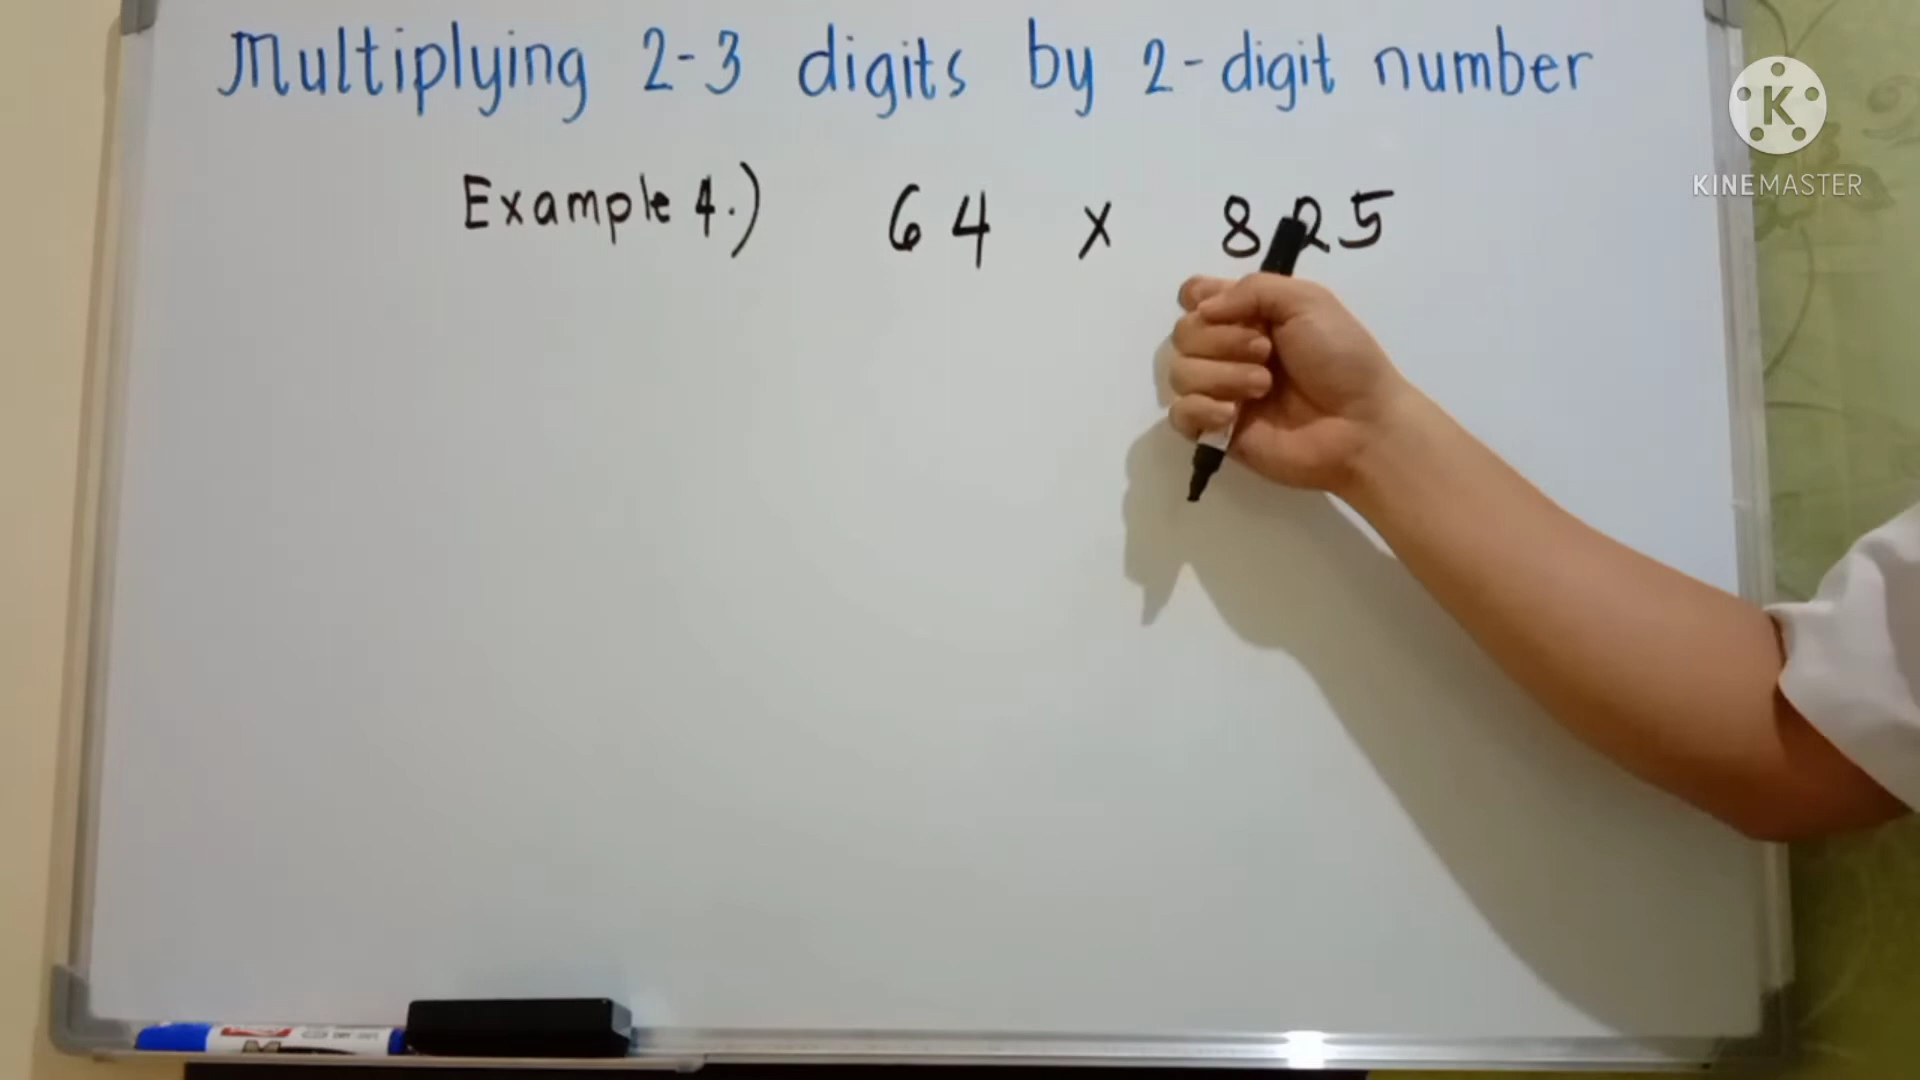 Multiplying 2-3 digits by 2-digit number
Example 4.) 64 x 825
K
KINEMASTER